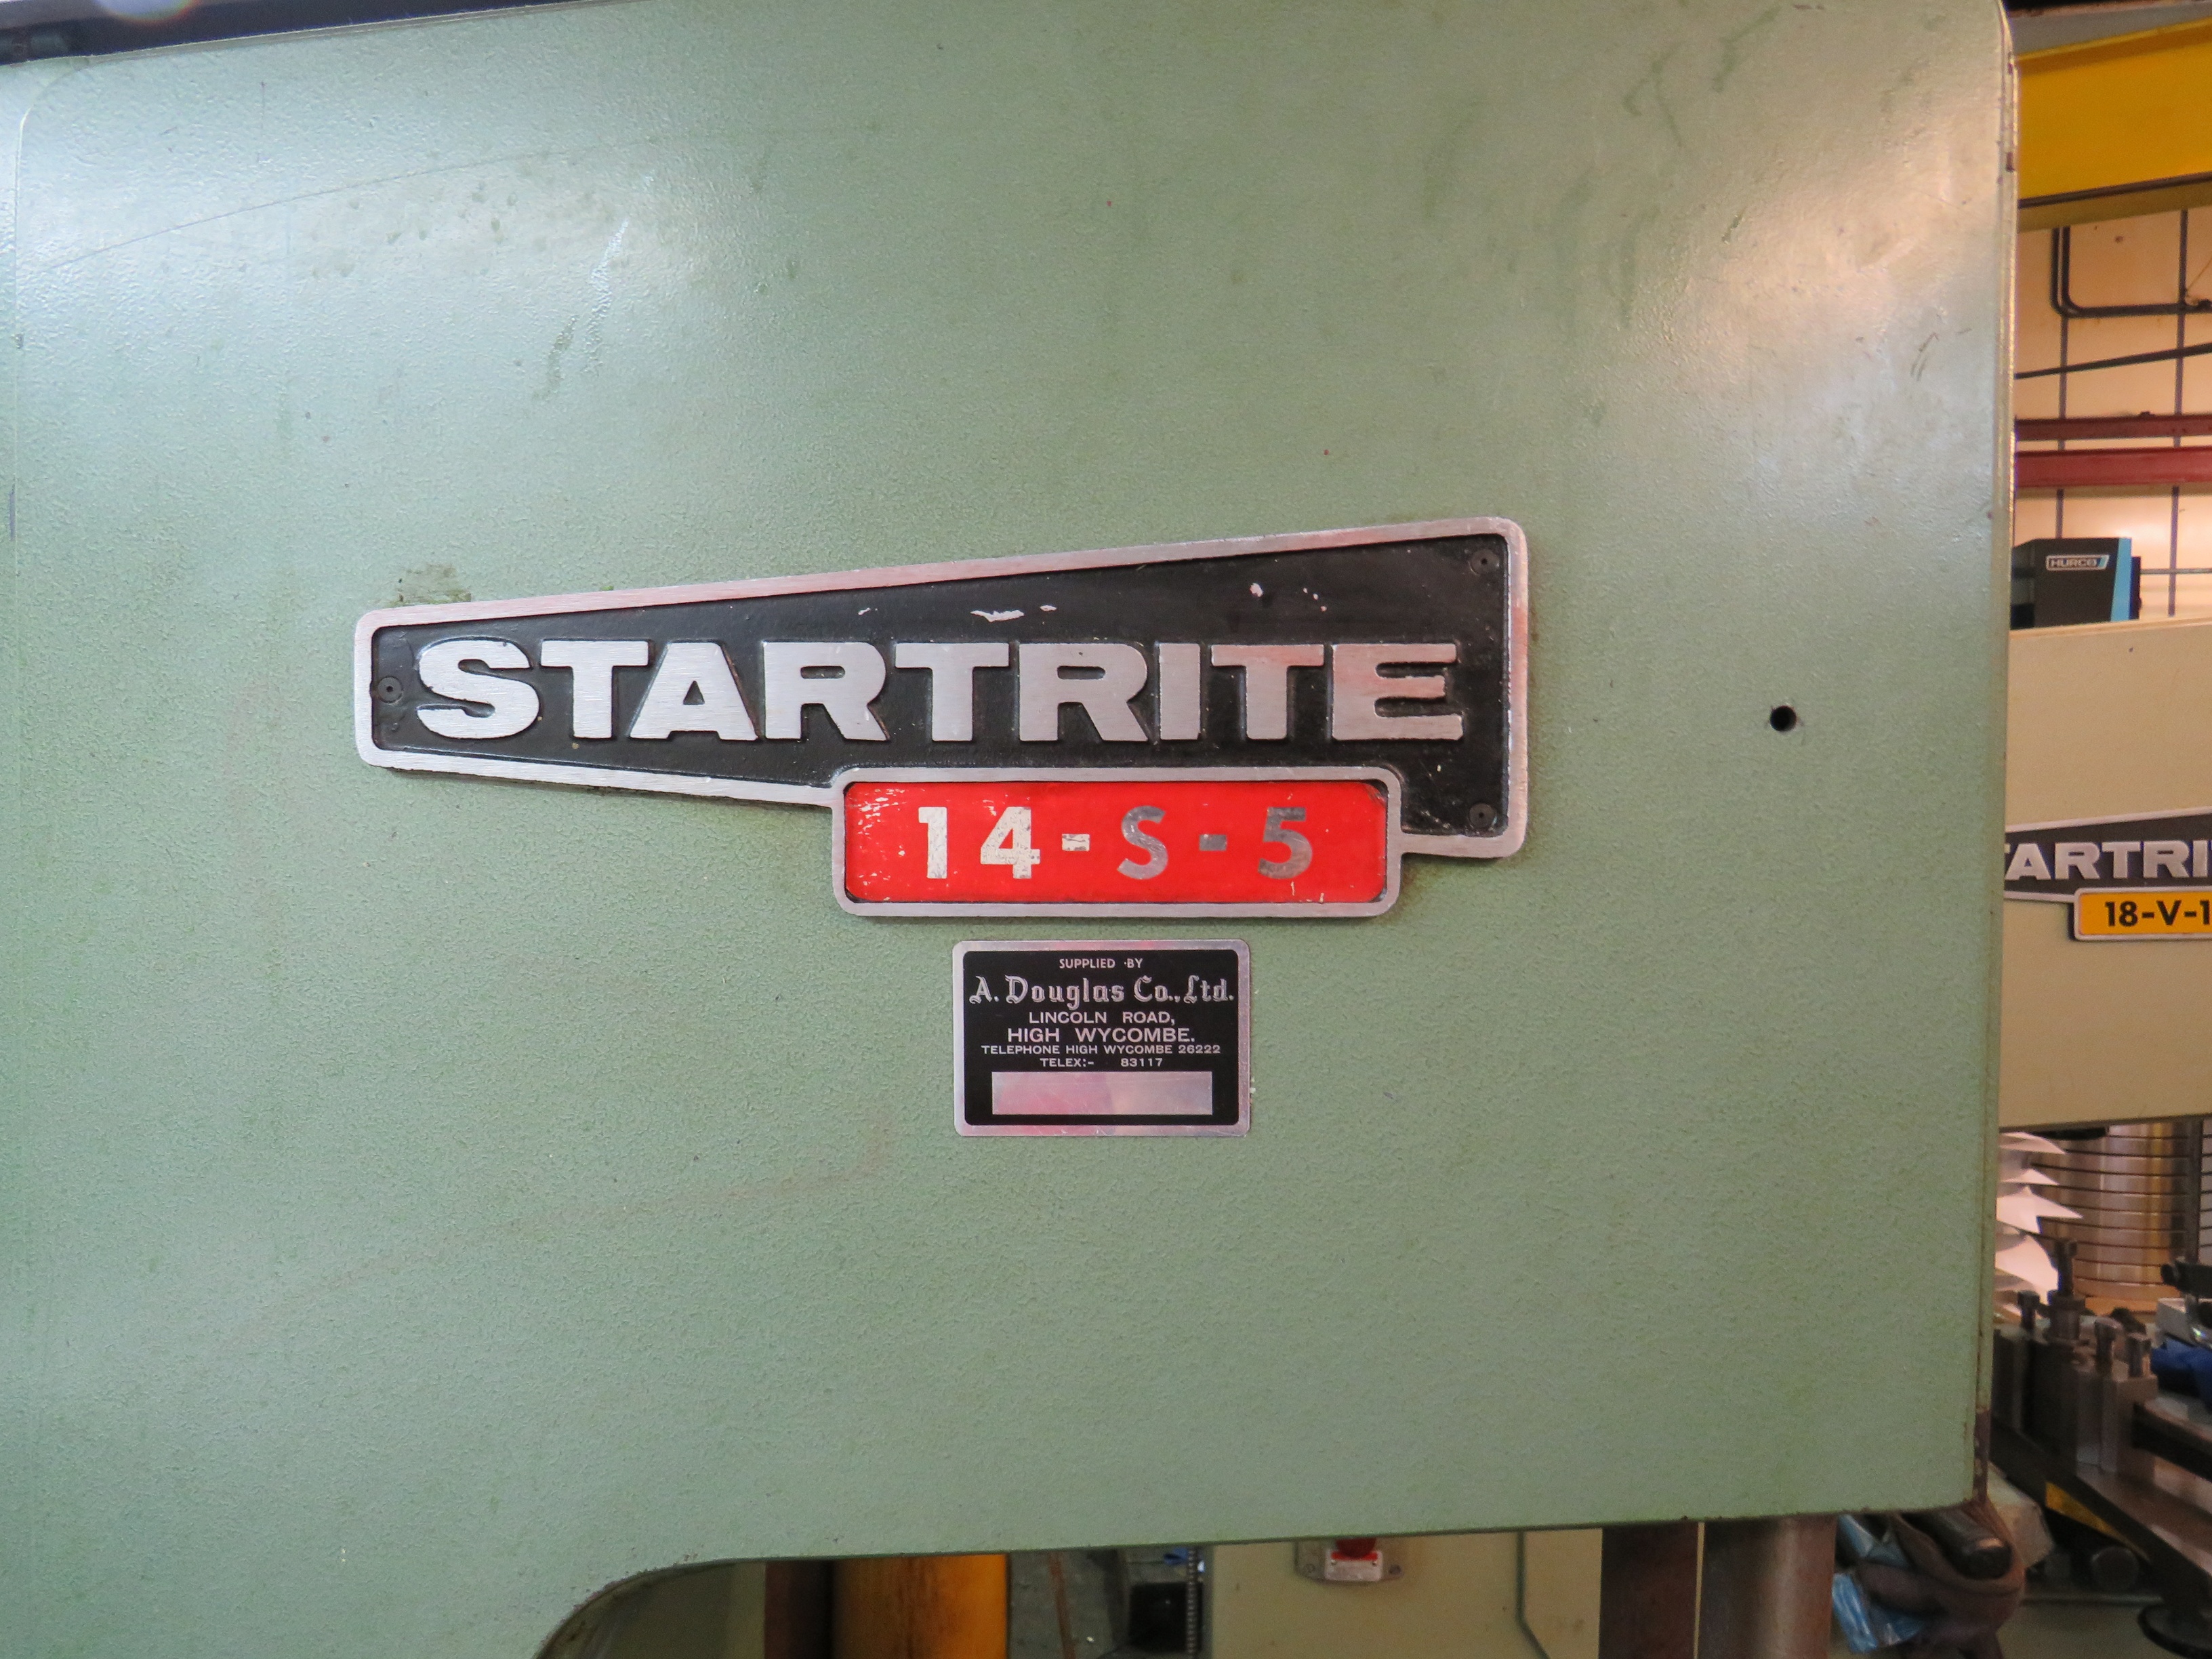 STARTRITE
14-S-5
SUPPLIED BY
A. Douglas Co., Ltd.
LINCOLN ROAD,
HIGH WYCOMBE.
TELEPHONE HIGH WYCOMBE 26222
TELEX:- 83117
HURCO
TARTRI
18-V-1